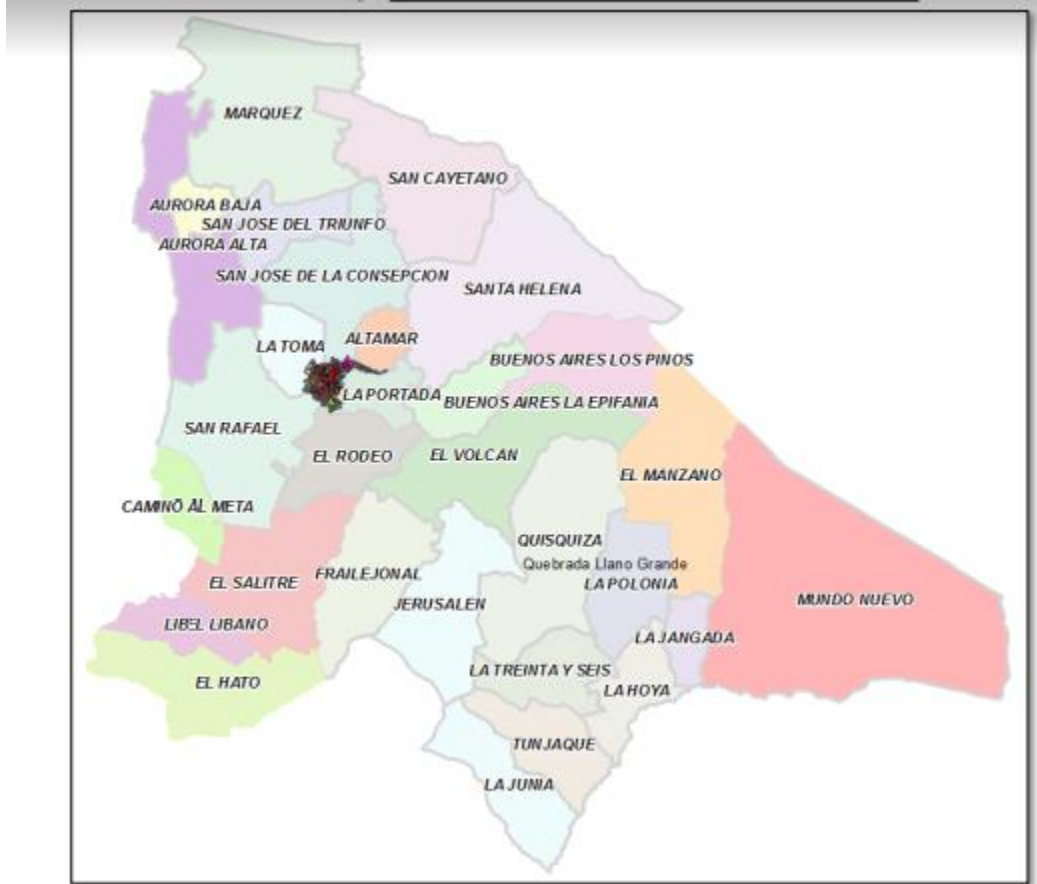 MARQUEZ
SAN CAYETANO
AURORA BAJA
SAN JOSE DEL TRIUNFO
AURORA ALTA
SAN JOSE DE LA CONSEPCION
SANTA HELENA
LA TOMA
ALTAMAR
BUENOS AIRES LOS PINOS
LA PORTADA
BUENOS AIRES LA EPIFANIA
SAN RAFAEL
EL RODEO
EL VOLCAN
EL MANZANO
CAMINO AL META
QUISQUIZA
Quebrada Llano Grande
EL SALITRE
FRAILEJONAL
LA POLONIA
JERUSALEN
MUNDO NUEVO
LIBEL LIBANO
LA JANGADA
EL HATO
LA TREINTA Y SEIS
LA HOYA
TUNJAQUE
LA JUNIA